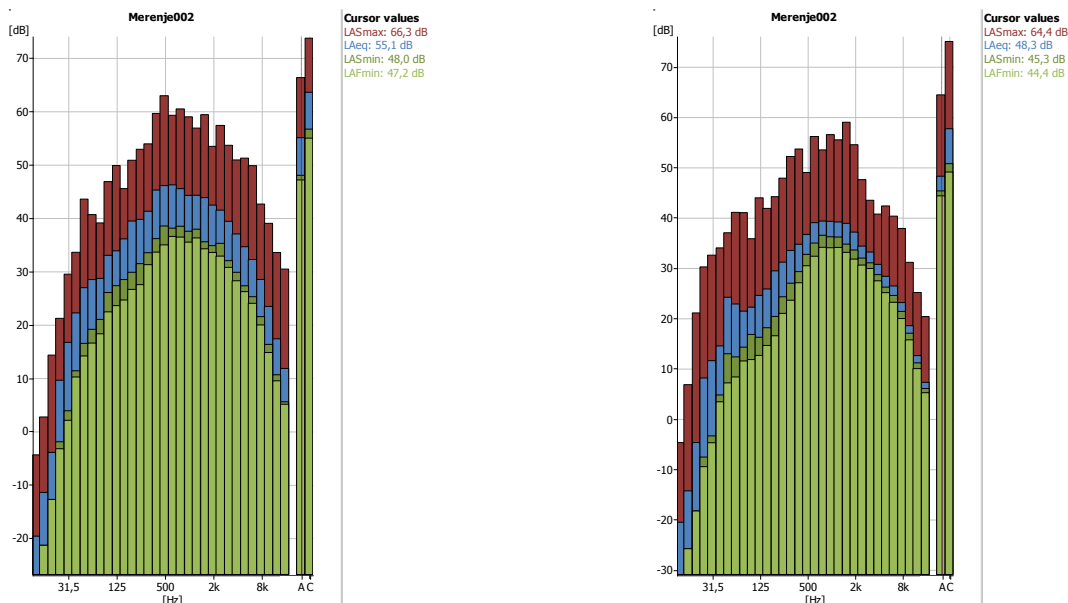 Merenje002
[dB]
Cursor values
LASmax: 66,3 dB
LAeq: 55,1 dB
LASmin: 48,0 dB
LAFmin: 47,2 dB
70
60
50
40
30
20
10
0
-10
-20
31,5 125 500 2k 8k A C
[Hz]
Merenje002
[dB]
Cursor values
LASmax: 64,4 dB
LAeq: 48,3 dB
LASmin: 45,3 dB
LAFmin: 44,4 dB
70
60
50
40
30
20
10
0
-10
-20
-30
31,5 125 500 2k 8k A C
[Hz]